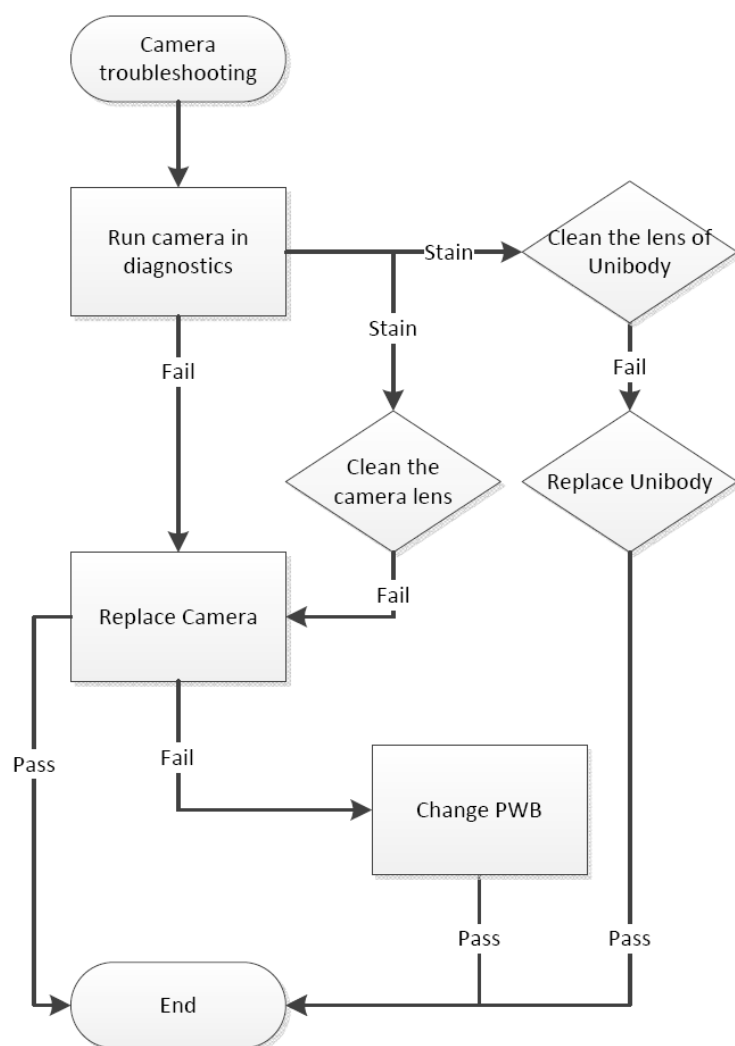 Camera
troubleshooting
Run camera in
diagnostics
Stain
Clean the lens of
Unibody
Stain
Fail
Fail
Clean the
camera lens
Replace Unibody
Fail
Replace Camera
Fail
Pass
Change PWB
Pass
Pass
End